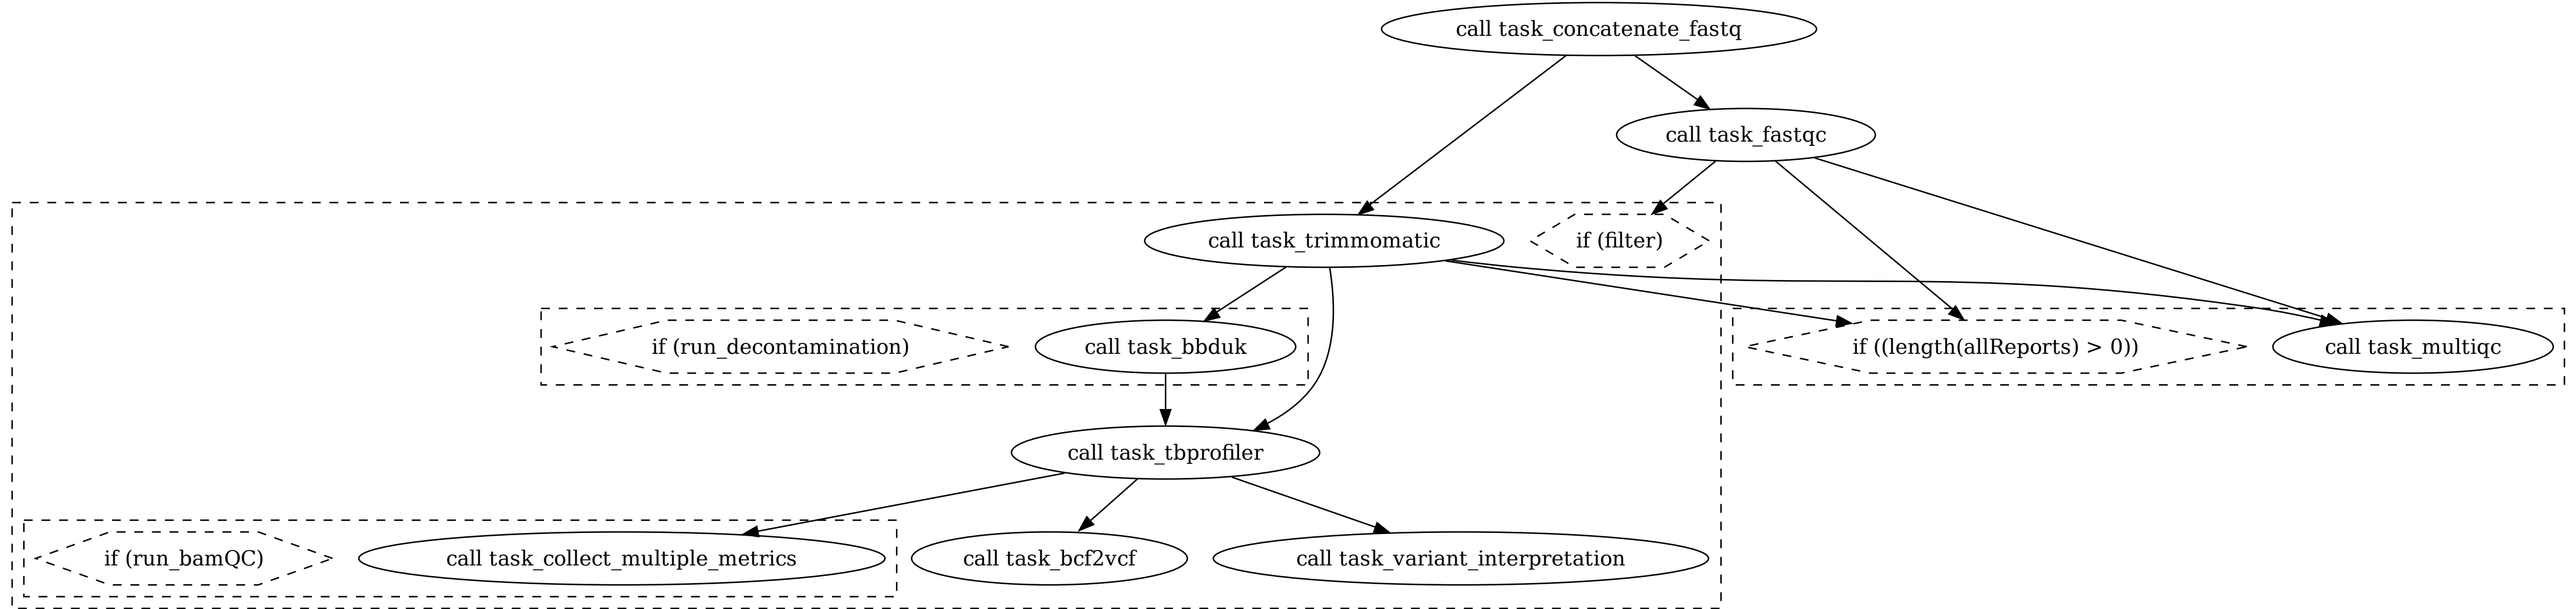 call task_concatenate_fastq
call task_fastqc
call task_trimmomatic
if (filter)
if (run_decontamination)
call task_bbduk
if ((length(allReports) > 0))
call task_multiqc
call task_tbprofiler
if (run_bamQC)
call task_collect_multiple_metrics
call task_bcf2vcf
call task_variant_interpretation